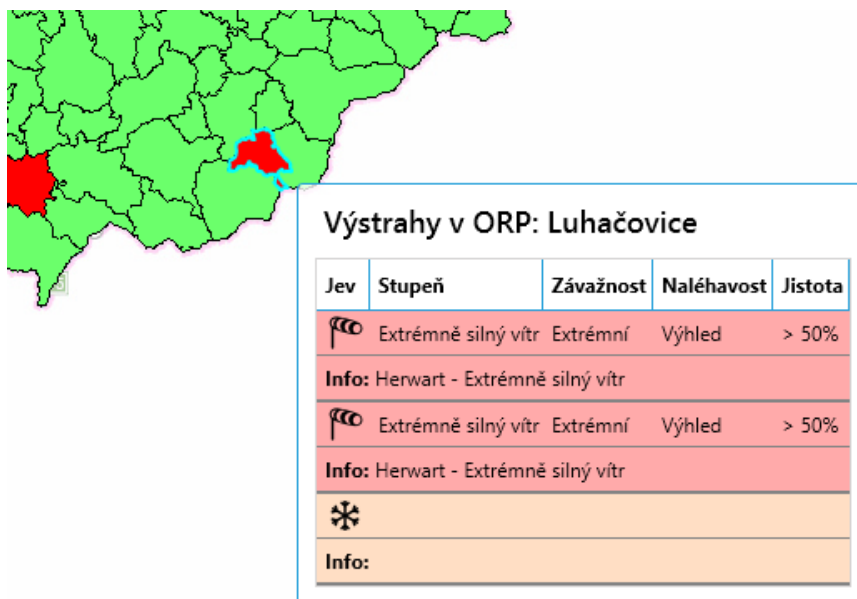 Výstrahy v ORP: Luhačovice
Jev Stupeň Závažnost Naléhavost Jistota
Extrémně silný vítr Extrémní Výhled > 50%
Info: Herwart - Extrémně silný vítr
Extrémně silný vítr Extrémní Výhled > 50%
Info: Herwart - Extrémně silný vítr
Info: